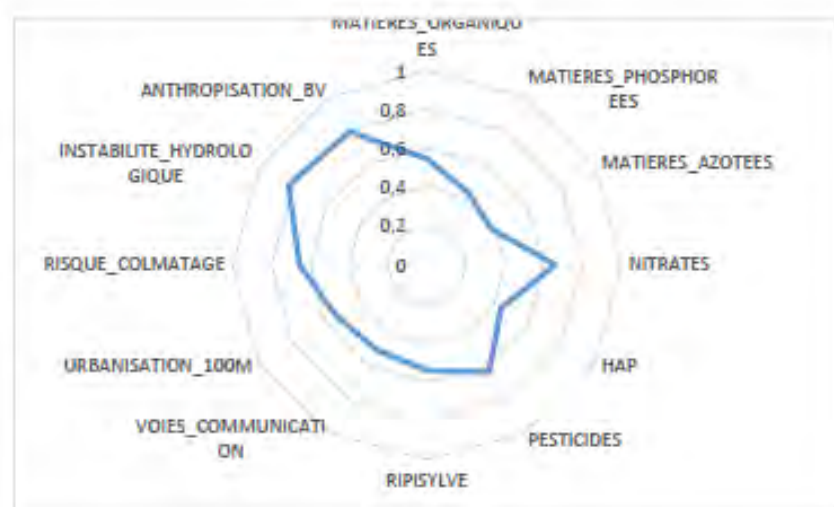 MATIERES_ORGANIQU
ES
MATIERES_PHOSPHOR
EES
MATIERES_AZOTEES
NITRATES
HAP
PESTICIDES
RIPISYLVE
VOIES_COMMUNICATI
ON
URBANISATION_100M
RISQUE_COLMATAGE
INSTABILITE_HYDROLO
GIQUE
ANTHROPISATION_BV
1
0,8
0,6
0,4
0,2
0